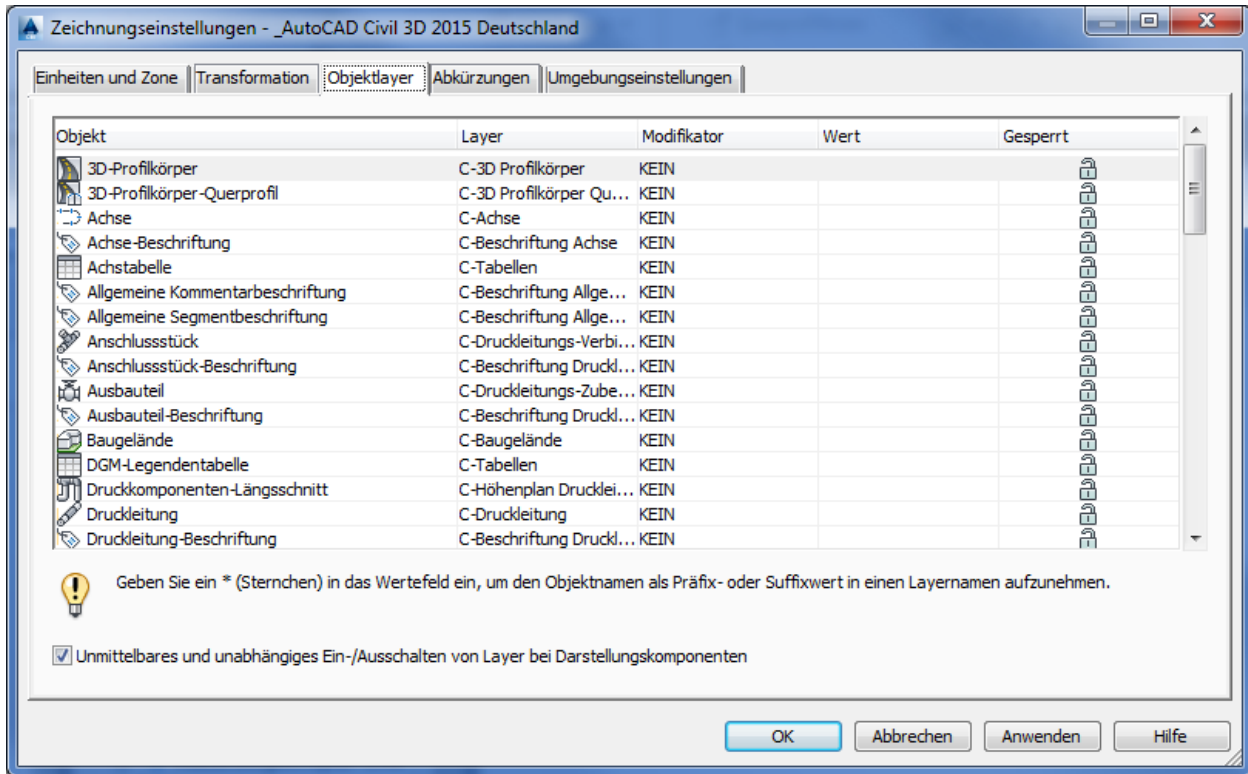 Zeichnungseinstellungen - _AutoCAD Civil 3D 2015 Deutschland
Einheiten und Zone Transformation Objektlayer Abkürzungen Umgebungseinstellungen
Objekt Layer Modifikator Wert Gesperrt
3D-Profilkörper C-3D Profilkörper KEIN
3D-Profilkörper-Querprofil C-3D Profilkörper Qu... KEIN
Achse C-Achse KEIN
Achse-Beschriftung C-Beschriftung Achse KEIN
Achstabelle C-Tabellen KEIN
Allgemeine Kommentarbeschriftung C-Beschriftung Allge... KEIN
Allgemeine Segmentbeschriftung C-Beschriftung Allge... KEIN
Anschlussstück C-Druckleitungs-Verbi... KEIN
Anschlussstück-Beschriftung C-Beschriftung Druckl... KEIN
Ausbauteil C-Druckleitungs-Zube... KEIN
Ausbauteil-Beschriftung C-Beschriftung Druckl... KEIN
Baugelände C-Baugelände KEIN
DGM-Legendentabelle C-Tabellen KEIN
Druckkomponenten-Längsschnitt C-Höhenplan Drucklei... KEIN
Druckleitung C-Druckleitung KEIN
Druckleitung-Beschriftung C-Beschriftung Druckl... KEIN
Geben Sie ein * (Sternchen) in das Wertefeld ein, um den Objektnamen als Präfix- oder Suffixwert in einen Layernamen aufzunehmen.
Unmittelbares und unabhängiges Ein-/Ausschalten von Layer bei Darstellungskomponenten
OK Abbrechen Anwenden Hilfe